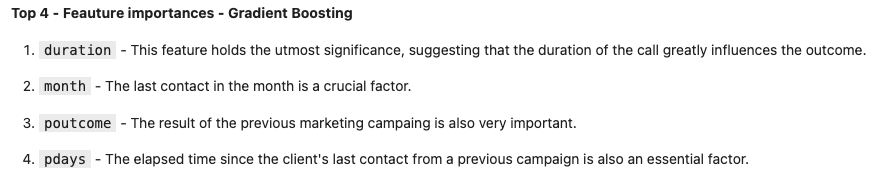 Top 4 - Feauture importances - Gradient Boosting
1. duration - This feature holds the utmost significance, suggesting that the duration of the call greatly influences the outcome.
2. month - The last contact in the month is a crucial factor.
3. poutcome - The result of the previous marketing campaing is also very important.
4. pdays - The elapsed time since the client's last contact from a previous campaign is also an essential factor.